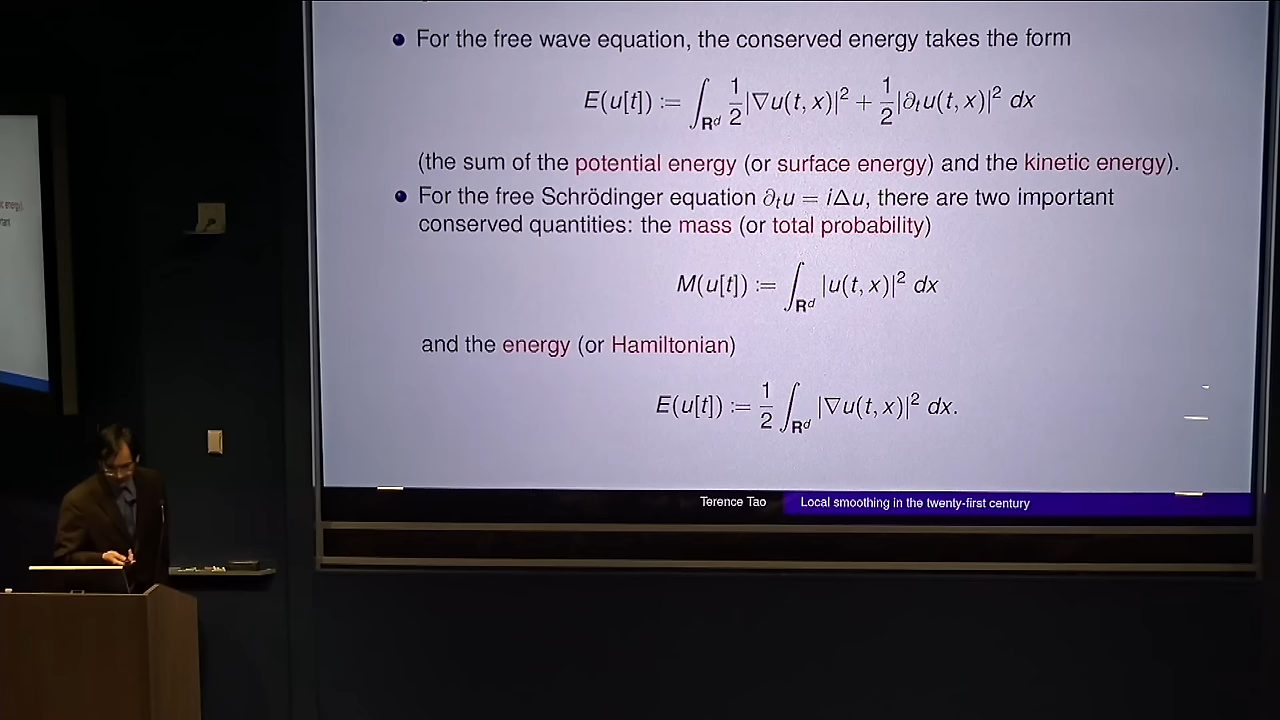 For the free wave equation, the conserved energy takes the form
E(u[t]) := ∫_{R^d} 1/2 |∇u(t, x)|² + 1/2 |∂ₜu(t, x)|² dx
(the sum of the potential energy (or surface energy) and the kinetic energy).
For the free Schrödinger equation ∂ₜu = iΔu, there are two important
conserved quantities: the mass (or total probability)
M(u[t]) := ∫_{R^d} |u(t, x)|² dx
and the energy (or Hamiltonian)
E(u[t]) := 1/2 ∫_{R^d} |∇u(t, x)|² dx.
Terence Tao Local smoothing in the twenty-first century